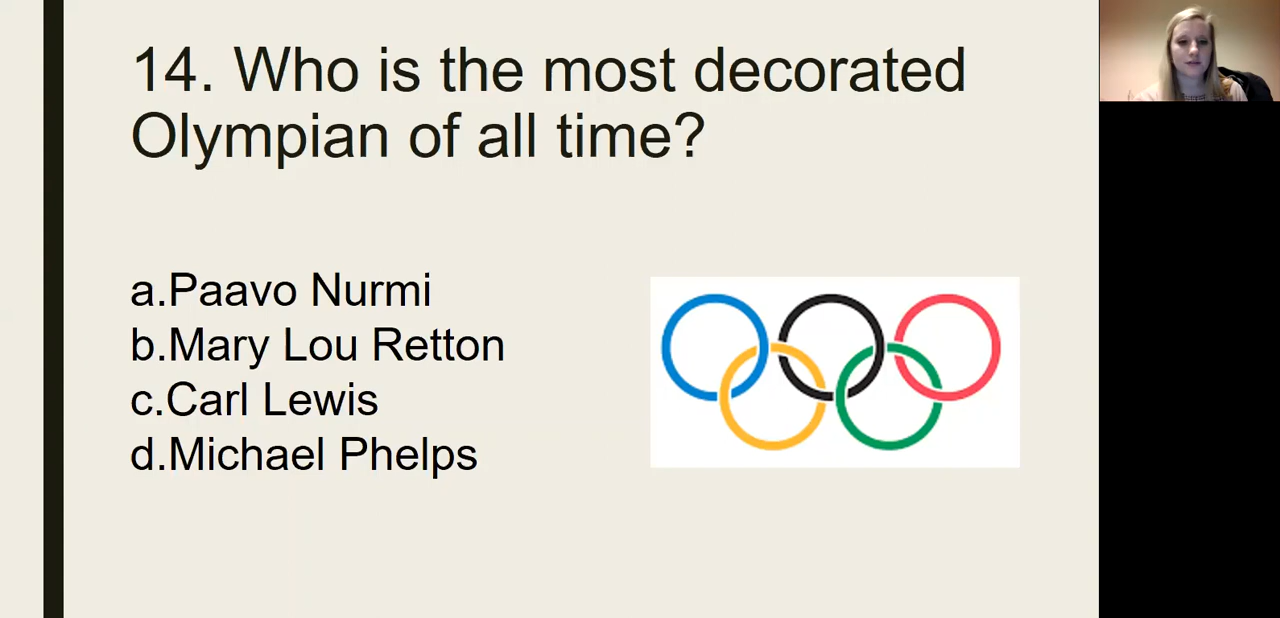 14. Who is the most decorated
Olympian of all time?
a.Paavo Nurmi
b.Mary Lou Retton
c.Carl Lewis
d.Michael Phelps